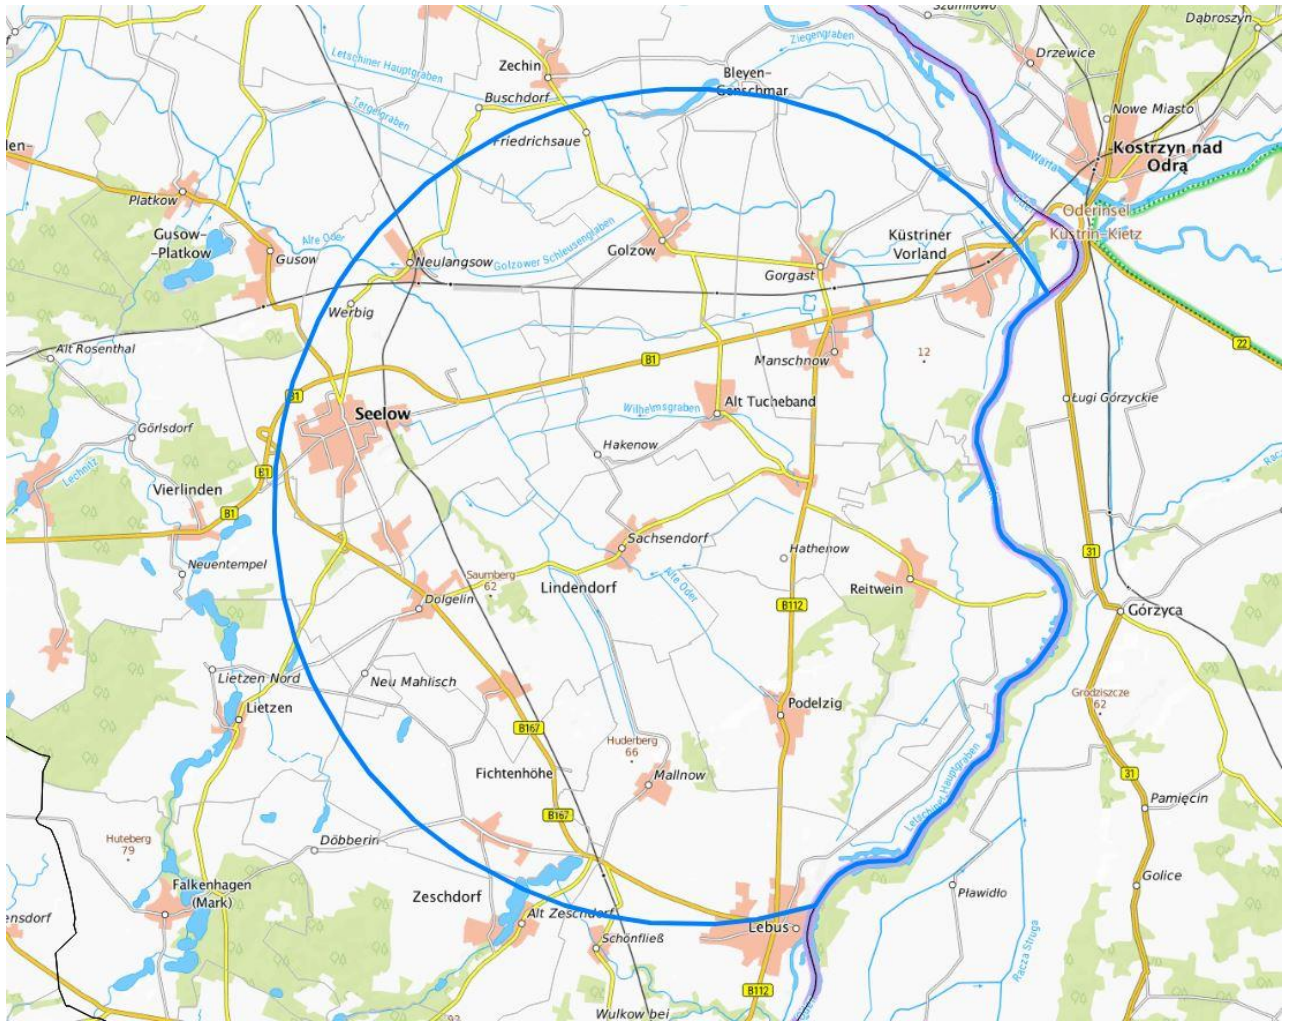 Szumiłowo
Dąbroszyn
Letschiner Hauptgraben
Zechin
Ziegengraben
Drzewice
Bleyen-
Genschmar
Buschdorf
Tergelgraben
Nowe Miasto
Friedrichsaue
Kostrzyn nad
Odrą
Warta
Platkow
Oder
Oderinsel
Küstrin-Kietz
Gusow-
-Platkow
Alte Oder
Golzower Schleusengraben
Golzow
Küstriner
Vorland
Gusow
Neulangsow
Gorgast
Werbig
Alt Rosenthal
B1
Manschnow
12
22
B1
Seelow
Wilhelmsgraben
Alt Tucheband
Ługi Górzyckie
Görlsdorf
Hakenow
Lechnitz
B1
Vierlinden
B1
Sachsendorf
Hathenow
31
Neuentempel
Saumberg
62
Lindendorf
Alte Oder
Reitwein
Dolgelin
B112
Górzyca
Lietzen Nord
Neu Mahlisch
Lietzen
Podelzig
Grodziszcze
62
B167
Huderberg
66
Fichtenhöhe
Mallnow
Letschiner Hauptgraben
31
Pamięcin
B167
Huteberg
79
Döbberin
Falkenhagen
(Mark)
Zeschdorf
Golice
Pławidło
Alt Zeschdorf
Lebus
Schönfließ
Racza Struga
B112
Wulkow bei